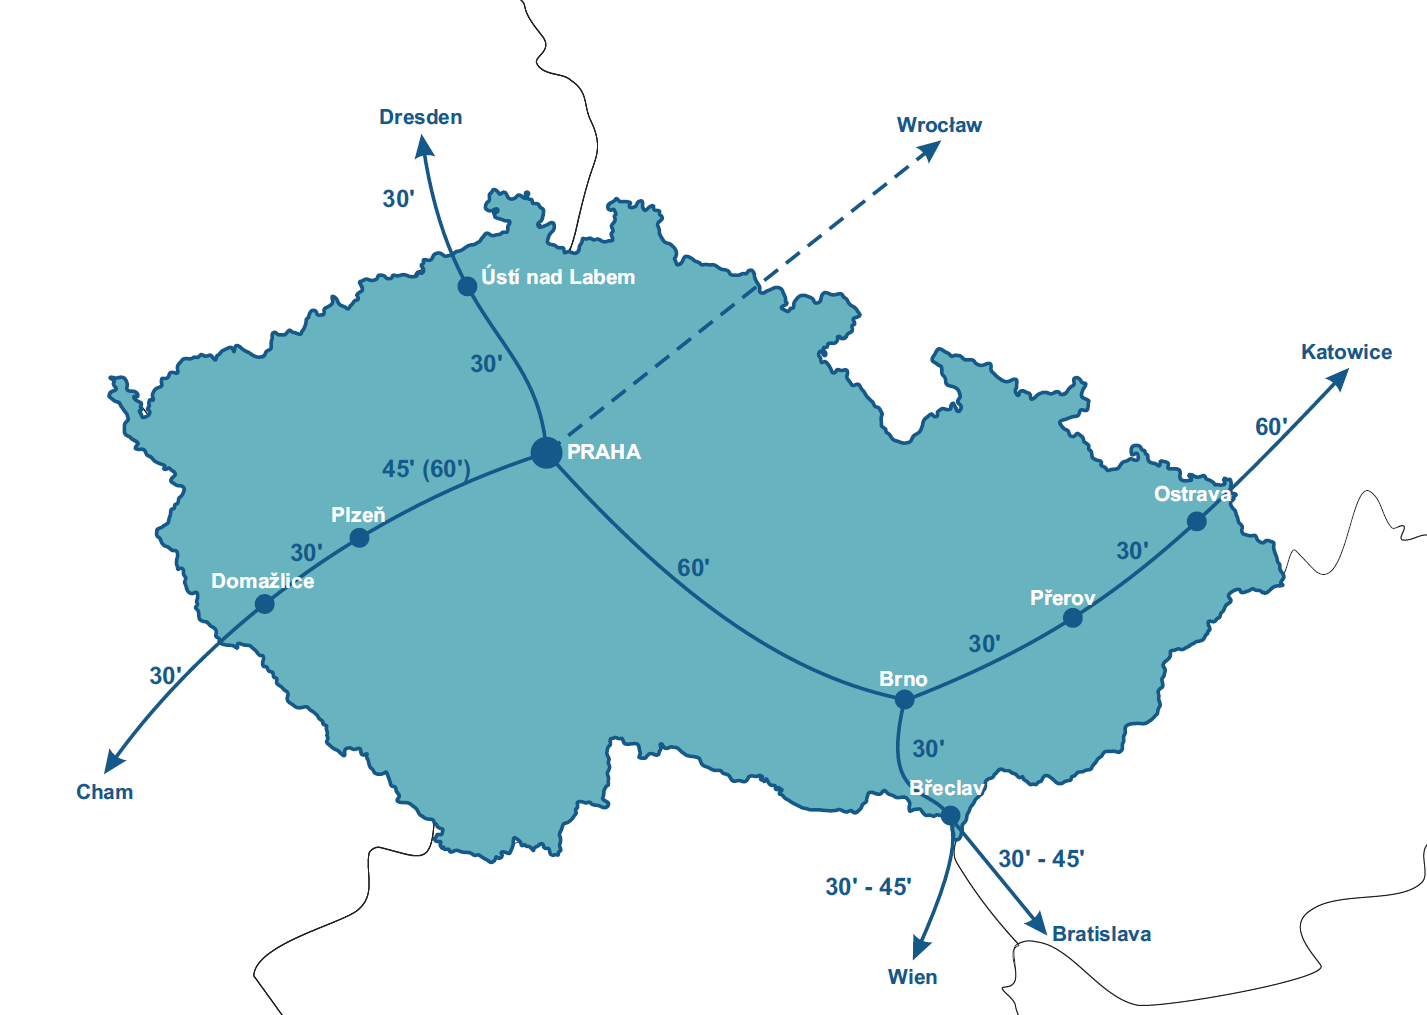 Dresden
Wrocław
30'
Ústí nad Labem
30'
Katowice
60'
PRAHA
45' (60')
Ostrava
Plzeň
30'
30'
Domažlice
60'
Přerov
30'
30'
Brno
30'
Břeclav
Cham
30' - 45'
30' - 45'
Bratislava
Wien